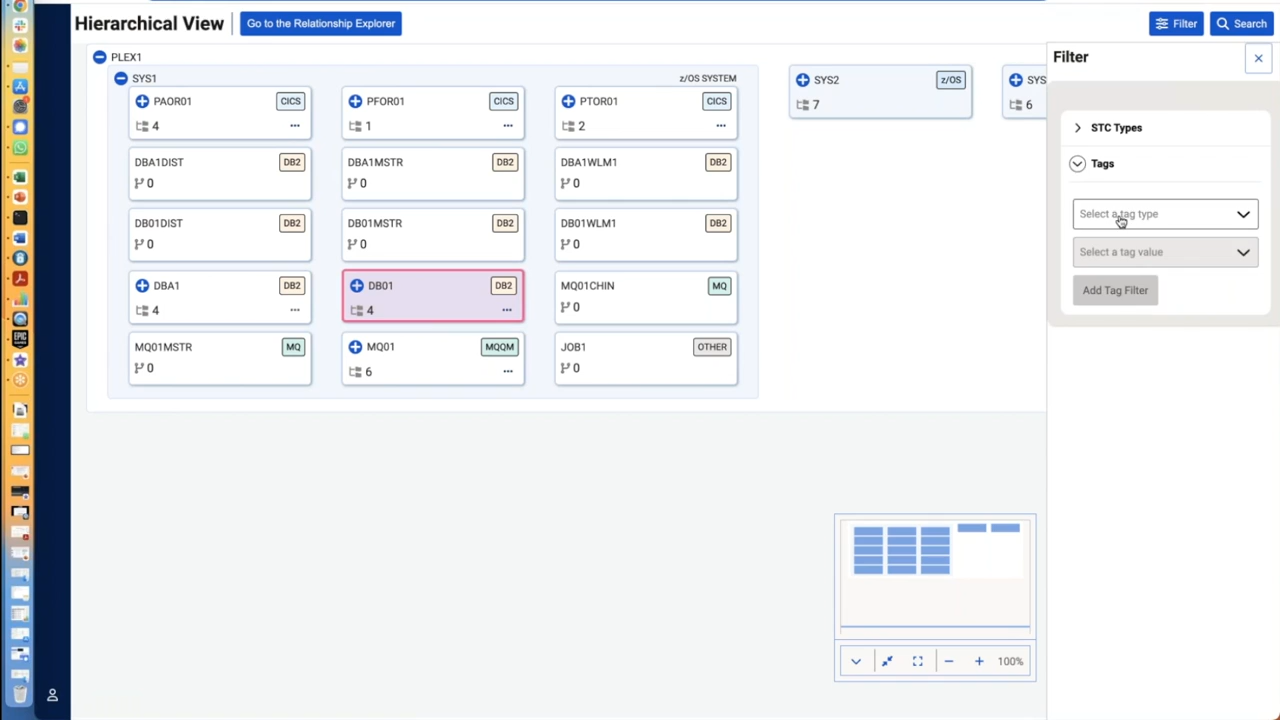 Hierarchical View
Go to the Relationship Explorer
Filter
Search
PLEX1
SYS1
z/OS SYSTEM
PAOR01 CICS
4 ...
PFOR01 CICS
1 ...
PTOR01 CICS
2 ...
DBA1DIST DB2
0
DBA1MSTR DB2
0
DBA1WLM1 DB2
0
DB01DIST DB2
0
DB01MSTR DB2
0
DB01WLM1 DB2
0
DBA1 DB2
4 ...
DB01 DB2
4 ...
MQ01CHIN MQ
0
MQ01MSTR MQ
0
MQ01 MQQM
6 ...
JOB1 OTHER
0
SYS2 z/OS
7
SYS
6
Filter
STC Types
Tags
Select a tag type
Select a tag value
Add Tag Filter
100%